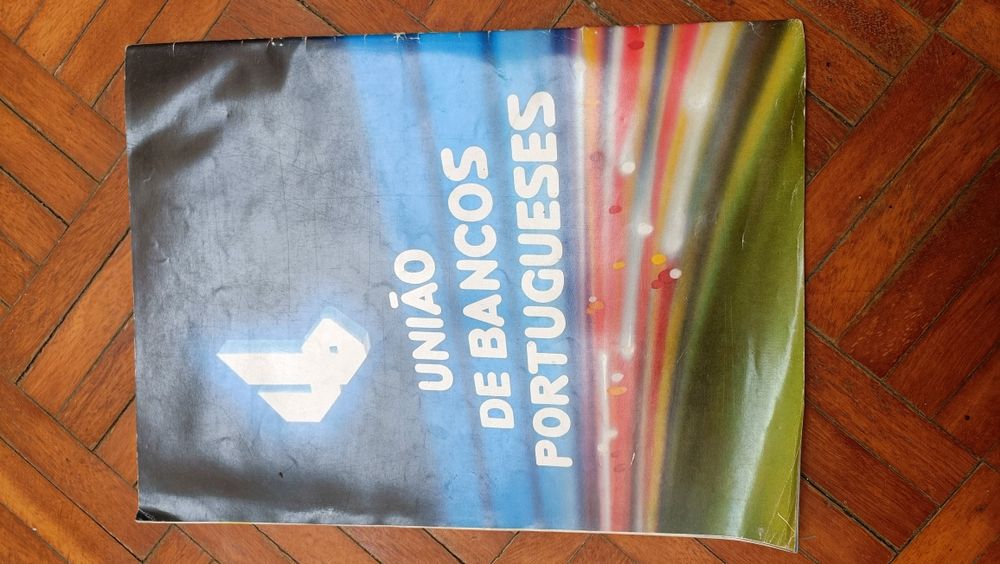 UNIÃO
DE BANCOS
PORTUGUESES